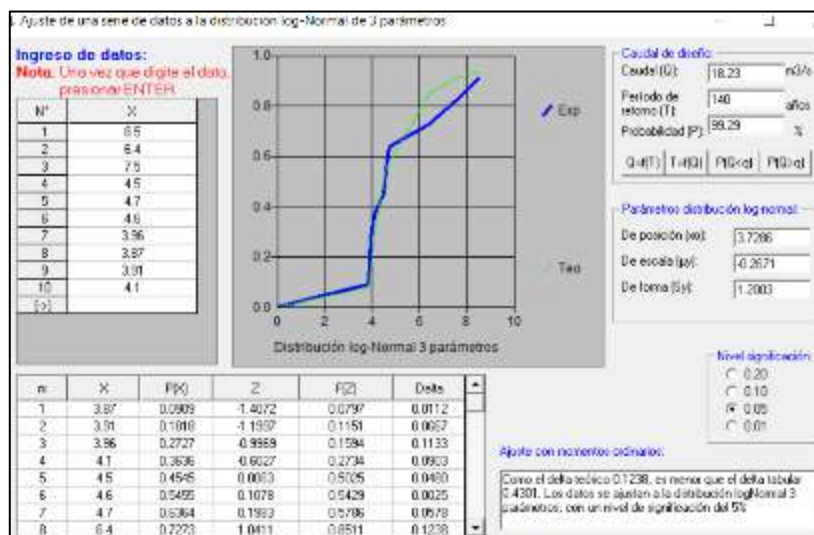 Ajuste de una serie de datos a la distribución log-Normal de 3 parámetros
Ingreso de datos:
Nota: Una vez que digite el dato, presionar ENTER
N° X
1 8.5
2 6.4
3 7.5
4 4.5
5 4.7
6 4.6
7 3.96
8 3.87
9 3.91
10 4.1
1.0
0.8
0.6
0.4
0.2
0.0
0 2 4 6 8 10
Distribución log-Normal 3 parámetros
Exp
Teo
Caudal de diseño:
Caudal (Q): 18.23 m3/s
Período de retorno (T): 140 años
Probabilidad (P): 99.29 %
Q=f(T) T=f(Q) P(Q<q) P(Q>q)
Parámetros distribución log-normal:
De posición (xo): 3.7286
De escala (µy): -0.2671
De forma (Sy): 1.2003
Nivel significación:
0.20
0.10
0.05
0.01
m X P(X) Z F(Z) Delta
1 3.87 0.0909 -1.4072 0.0797 0.0112
2 3.91 0.1818 -1.1997 0.1151 0.0667
3 3.96 0.2727 -0.9969 0.1594 0.1133
4 4.1 0.3636 -0.6027 0.2734 0.0903
5 4.5 0.4545 0.0063 0.5025 0.0480
6 4.6 0.5455 0.1078 0.5429 0.0025
7 4.7 0.6364 0.1983 0.5786 0.0578
8 6.4 0.7273 1.0411 0.8511 0.1238
Ajuste con momentos ordinarios:
Como el delta teórico 0.1238, es menor que el delta tabular 0.4301. Los datos se ajustan a la distribución logNormal 3 parámetros, con un nivel de significación del 5%